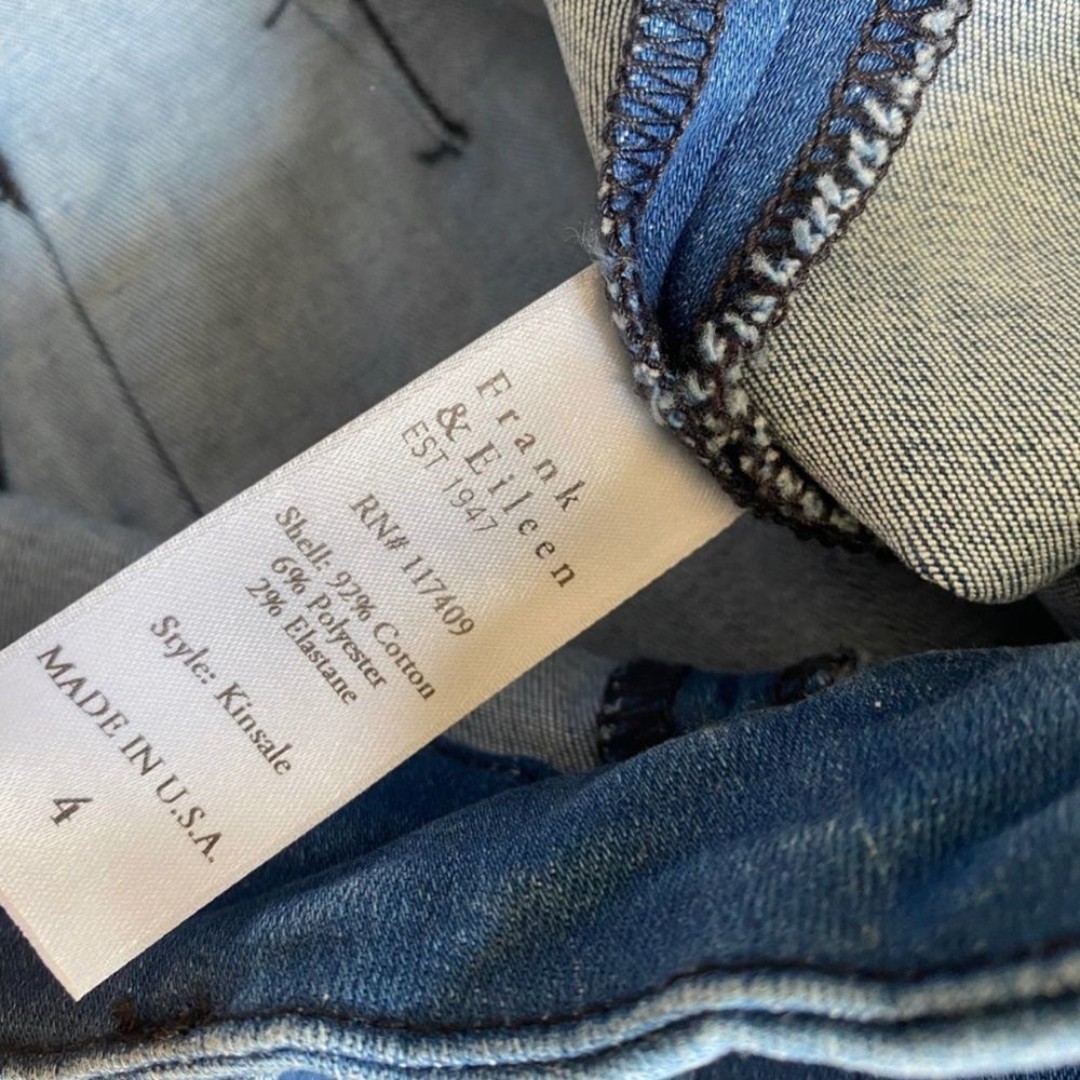 Frank
& Eileen
EST 1947
RN# 117409
Shell: 92% Cotton
6% Polyester
2% Elastane
Style: Kinsale
MADE IN U.S.A.
4